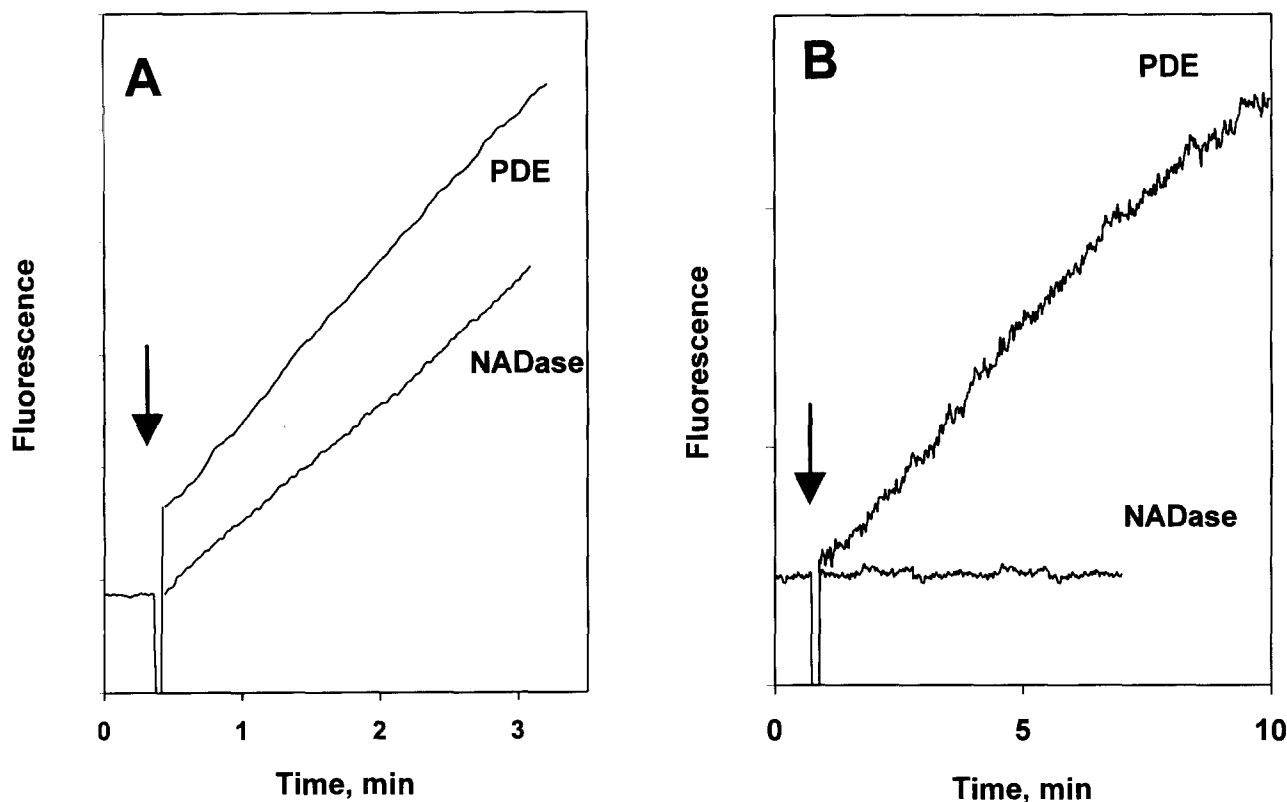 A
PDE
NADase
Fluorescence
0 1 2 3
Time, min
B
PDE
NADase
Fluorescence
0 5 10
Time, min